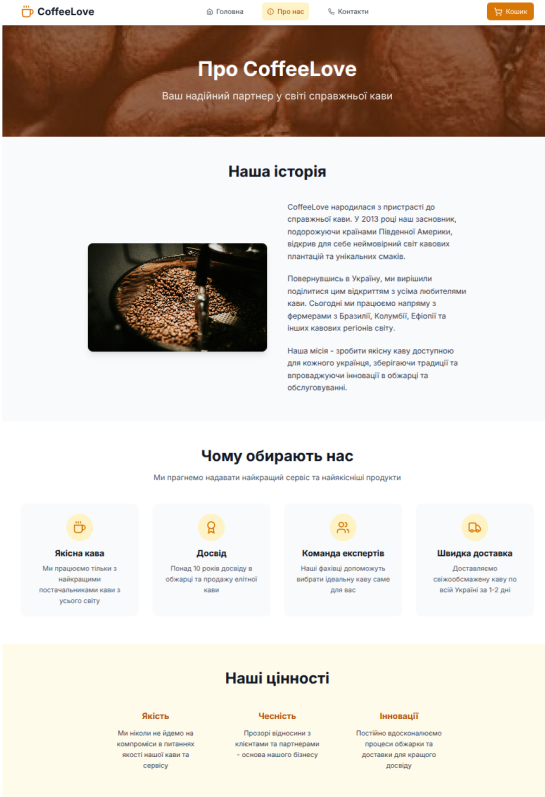 CoffeeLove
Головна
Про нас
Контакти
Кошик
Про CoffeeLove
Ваш надійний партнер у світі справжньої кави
Наша історія
CoffeeLove народилася з пристрасті до
справжньої кави. У 2013 році наш засновник,
подорожуючи країнами Південної Америки,
відкрив для себе неймовірний світ кавових
плантацій та унікальних смаків.
Повернувшись в Україну, ми вирішили
поділитися цим відкриттям з усіма любителями
кави. Сьогодні ми працюємо напряму з
фермерами з Бразилії, Колумбії, Ефіопії та
інших кавових регіонів світу.
Наша місія - зробити якісну каву доступною
для кожного українця, зберігаючи традиції та
впроваджуючи інновації в обжарці та
обслуговуванні.
Чому обирають нас
Ми прагнемо надавати найкращий сервіс та найякісніші продукти
Якісна кава
Ми працюємо тільки з
найкращими
постачальниками кави з
усього світу
Досвід
Понад 10 років досвіду в
обжарці та продажу елітної
кави
Команда експертів
Наші фахівці допоможуть
вибрати ідеальну каву саме
для вас
Швидка доставка
Доставляємо
свіжообсмажену каву по
всій Україні за 1-2 дні
Наші цінності
Якість
Ми ніколи не йдемо на
компроміси в питаннях
якості нашої кави та
сервісу
Чесність
Прозорі відносини з
клієнтами та партнерами
- основа нашого бізнесу
Інновації
Постійно вдосконалюємо
процеси обжарки та
доставки для кращого
досвіду